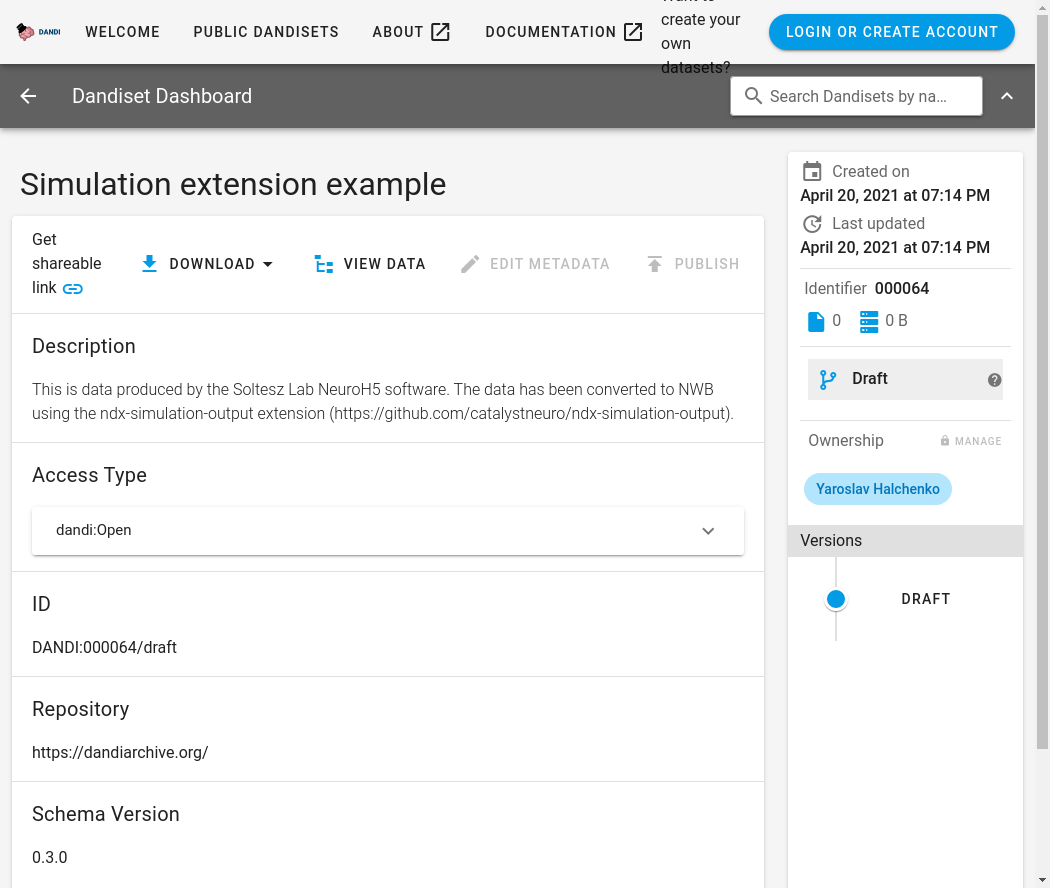 DANDI
WELCOME
PUBLIC DANDISETS
ABOUT
DOCUMENTATION
create your
own
datasets?
LOGIN OR CREATE ACCOUNT
Dandiset Dashboard
Search Dandisets by na...
Simulation extension example
Get
shareable
link
DOWNLOAD
VIEW DATA
EDIT METADATA
PUBLISH
Description
This is data produced by the Soltesz Lab NeuroH5 software. The data has been converted to NWB
using the ndx-simulation-output extension (https://github.com/catalystneuro/ndx-simulation-output).
Access Type
dandi:Open
ID
DANDI:000064/draft
Repository
https://dandiarchive.org/
Schema Version
0.3.0
Created on
April 20, 2021 at 07:14 PM
Last updated
April 20, 2021 at 07:14 PM
Identifier 000064
0
0 B
Draft
Ownership
MANAGE
Yaroslav Halchenko
Versions
DRAFT